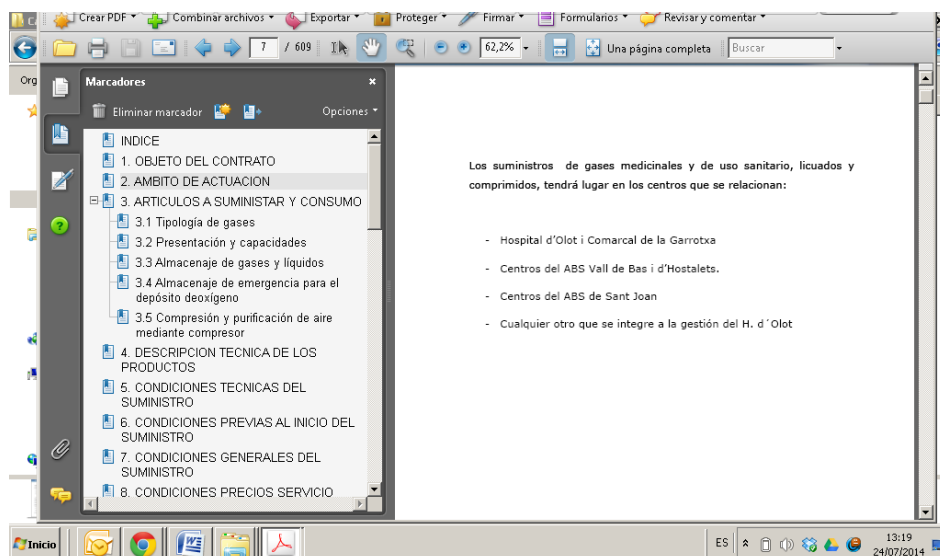 Crear PDF
Combinar archivos
Exportar
Proteger
Firmar
Formularios
Revisar y comentar
7 / 609
62,2%
Una página completa
Buscar
Org
Marcadores
Eliminar marcador
Opciones
INDICE
1. OBJETO DEL CONTRATO
2. AMBITO DE ACTUACION
3. ARTICULOS A SUMINISTAR Y CONSUMO
3.1 Tipología de gases
3.2 Presentación y capacidades
3.3 Almacenaje de gases y líquidos
3.4 Almacenaje de emergencia para el
depósito deoxígeno
3.5 Compresión y purificación de aire
mediante compresor
4. DESCRIPCION TECNICA DE LOS
PRODUCTOS
5. CONDICIONES TECNICAS DEL
SUMINISTRO
6. CONDICIONES PREVIAS AL INICIO DEL
SUMINISTRO
7. CONDICIONES GENERALES DEL
SUMINISTRO
8. CONDICIONES PRECIOS SERVICIO
Los suministros de gases medicinales y de uso sanitario, licuados y
comprimidos, tendrá lugar en los centros que se relacionan:
- Hospital d'Olot i Comarcal de la Garrotxa
- Centros del ABS Vall de Bas i d'Hostalets.
- Centros del ABS de Sant Joan
- Cualquier otro que se integre a la gestión del H. d´Olot
Inicio
ES
13:19
24/07/2014